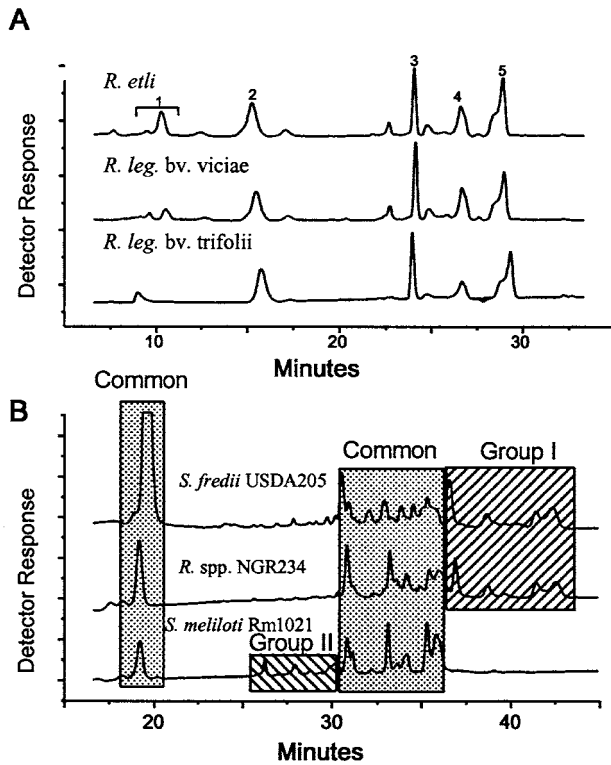 A
R. etli
1
2
3
4
5
R. leg. bv. viciae
R. leg. bv. trifolii
Detector Response
10
20
30
Minutes
Common
B
Common
Group I
S. fredii USDA205
R. spp. NGR234
S. meliloti Rm1021
Group II
Detector Response
20
30
40
Minutes